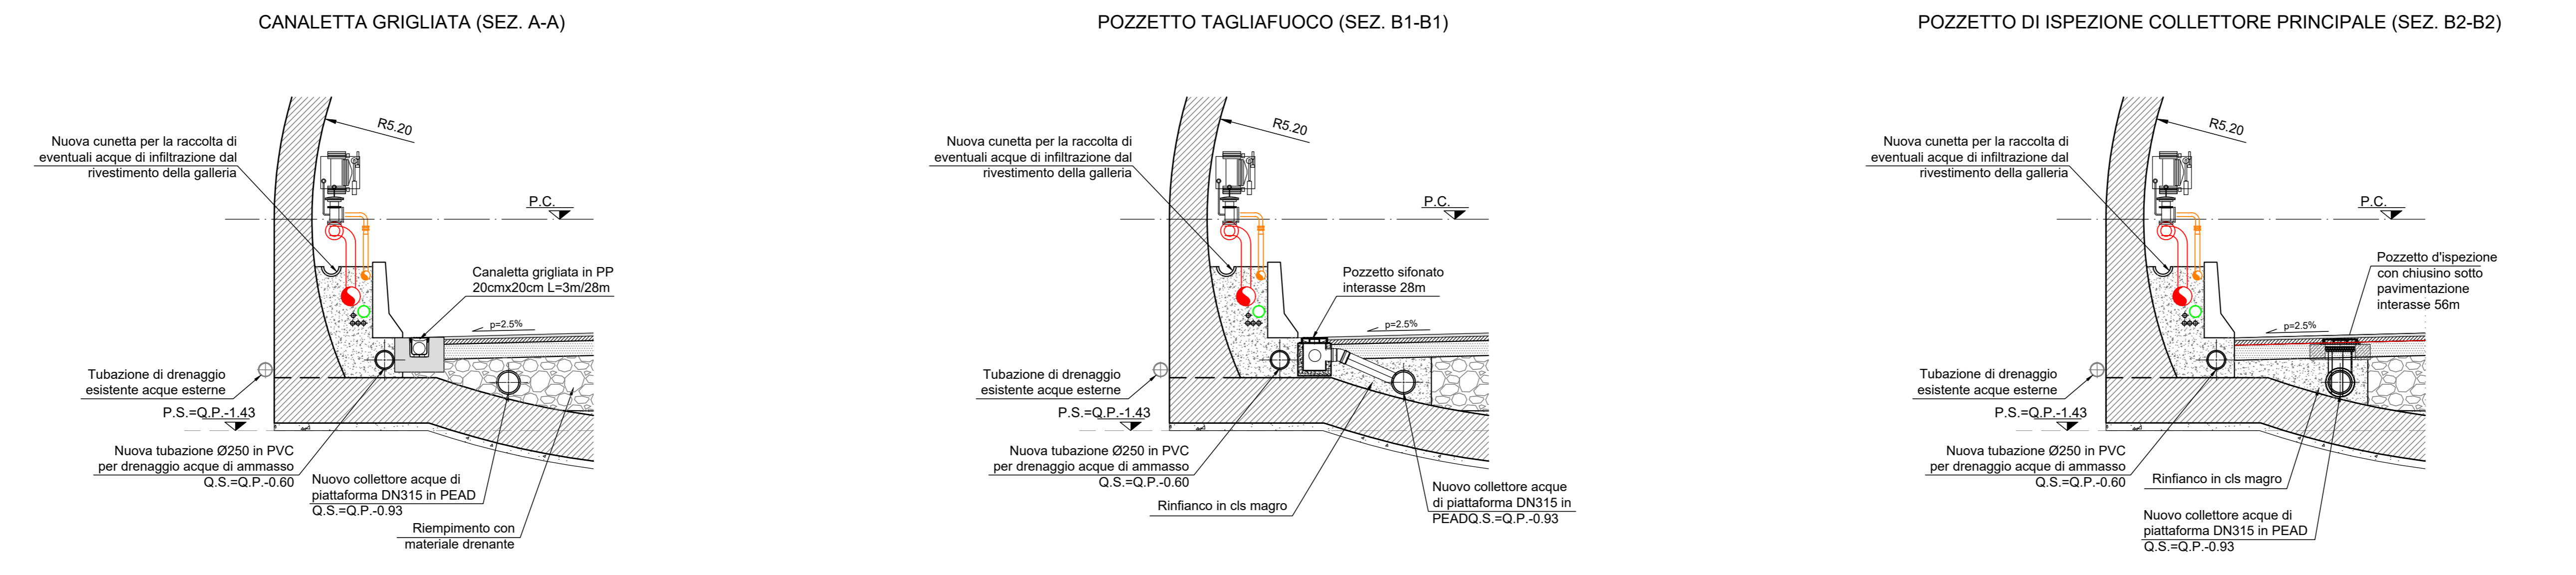 CANALETTA GRIGLIATA (SEZ. A-A)
R5.20
Nuova cunetta per la raccolta di
eventuali acque di infiltrazione dal
rivestimento della galleria
P.C.
Canaletta grigliata in PP
20cmx20cm L=3m/28m
p=2.5%
Tubazione di drenaggio
esistente acque esterne
P.S.=Q.P.-1.43
Nuova tubazione Ø250 in PVC
per drenaggio acque di ammasso
Q.S.=Q.P.-0.60
Nuovo collettore acque di
piattaforma DN315 in PEAD
Q.S.=Q.P.-0.93
Riempimento con
materiale drenante
POZZETTO TAGLIAFUOCO (SEZ. B1-B1)
R5.20
Nuova cunetta per la raccolta di
eventuali acque di infiltrazione dal
rivestimento della galleria
P.C.
Pozzetto sifonato
interasse 28m
p=2.5%
Tubazione di drenaggio
esistente acque esterne
P.S.=Q.P.-1.43
Nuova tubazione Ø250 in PVC
per drenaggio acque di ammasso
Q.S.=Q.P.-0.60
Rinfianco in cls magro
Nuovo collettore acque
di piattaforma DN315 in
PEADQ.S.=Q.P.-0.93
POZZETTO DI ISPEZIONE COLLETTORE PRINCIPALE (SEZ. B2-B2)
R5.20
Nuova cunetta per la raccolta di
eventuali acque di infiltrazione dal
rivestimento della galleria
P.C.
Pozzetto d'ispezione
con chiusino sotto
pavimentazione
interasse 56m
p=2.5%
Tubazione di drenaggio
esistente acque esterne
P.S.=Q.P.-1.43
Nuova tubazione Ø250 in PVC
per drenaggio acque di ammasso
Q.S.=Q.P.-0.60
Rinfianco in cls magro
Nuovo collettore acque di
piattaforma DN315 in PEAD
Q.S.=Q.P.-0.93